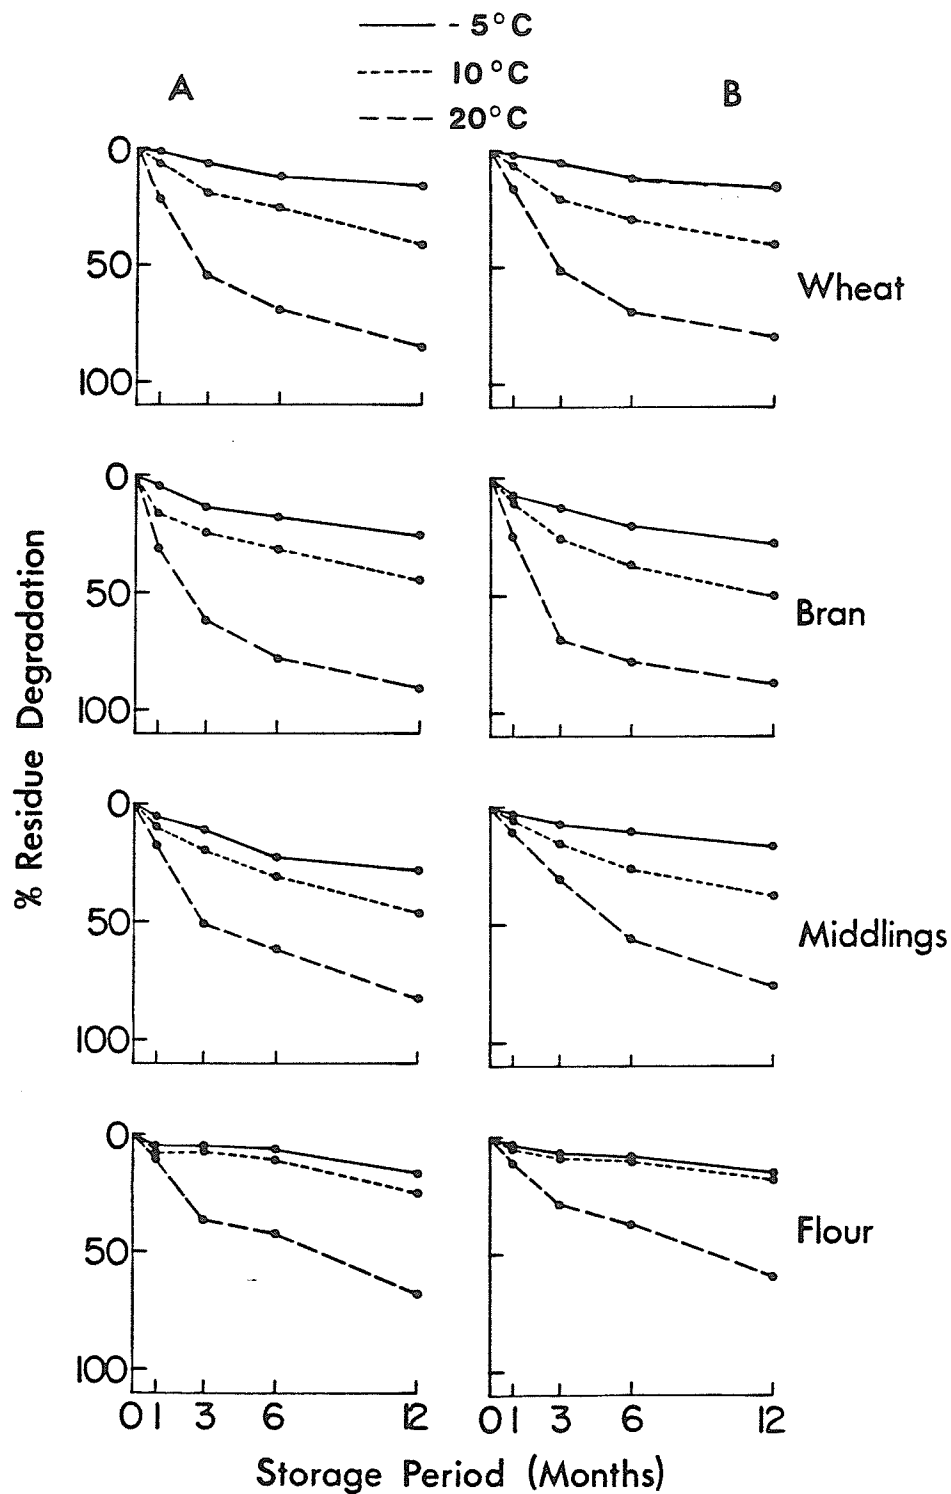 - 5°C
10°C
20°C
A
B
0
50
100
Wheat
0
50
100
Bran
% Residue Degradation
0
50
100
Middlings
0
50
100
Flour
0 1 3 6 12
0 1 3 6 12
Storage Period (Months)